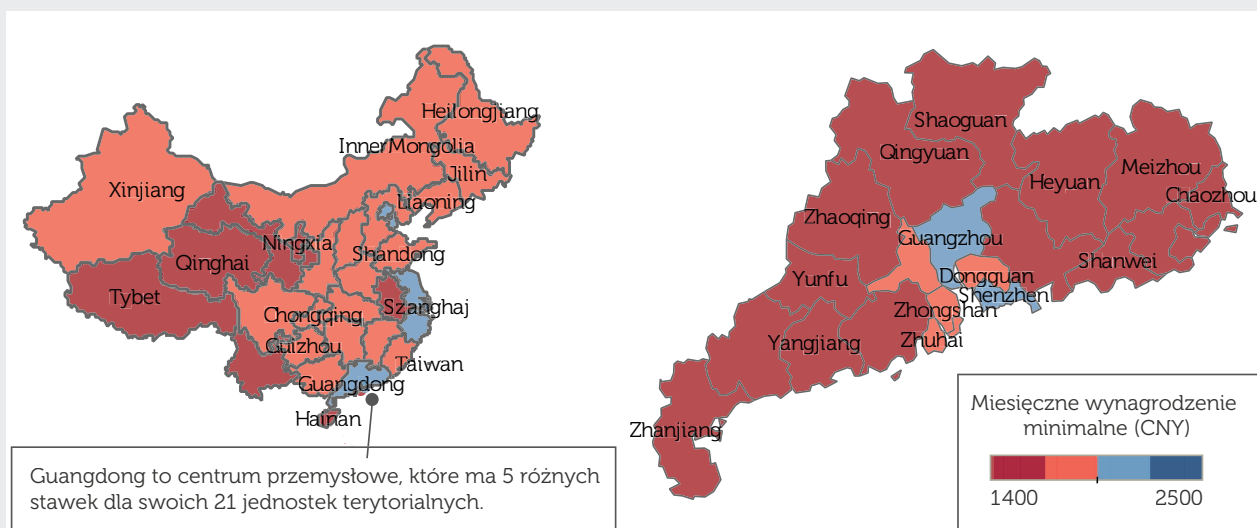 Heilongjiang
InnerMongolia
Jilin
Xinjiang
Liaoning
Ningxia
Shandong
Qinghai
Tybet
Szanghaj
Chongqing
Guizhou
Taiwan
Guangdong
Hainan
Guangdong to centrum przemysłowe, które ma 5 różnych
stawek dla swoich 21 jednostek terytorialnych.
Shaoguan
Qingyuan
Meizhou
Heyuan
Chaozhou
Zhaoqing
Guangzhou
Shanwei
Yunfu
Dongguan
Shenzhen
Zhongshan
Yangjiang
Zhuhai
Zhanjiang
Miesięczne wynagrodzenie
minimalne (CNY)
1400 2500